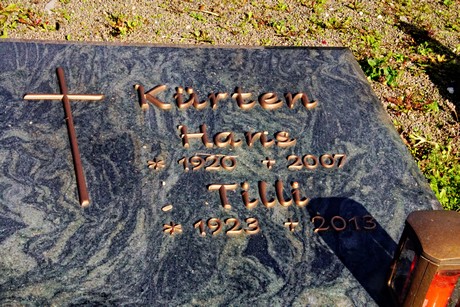 Kürten
Hans
* 1920 + 2007
Tilli
* 1923 + 2013